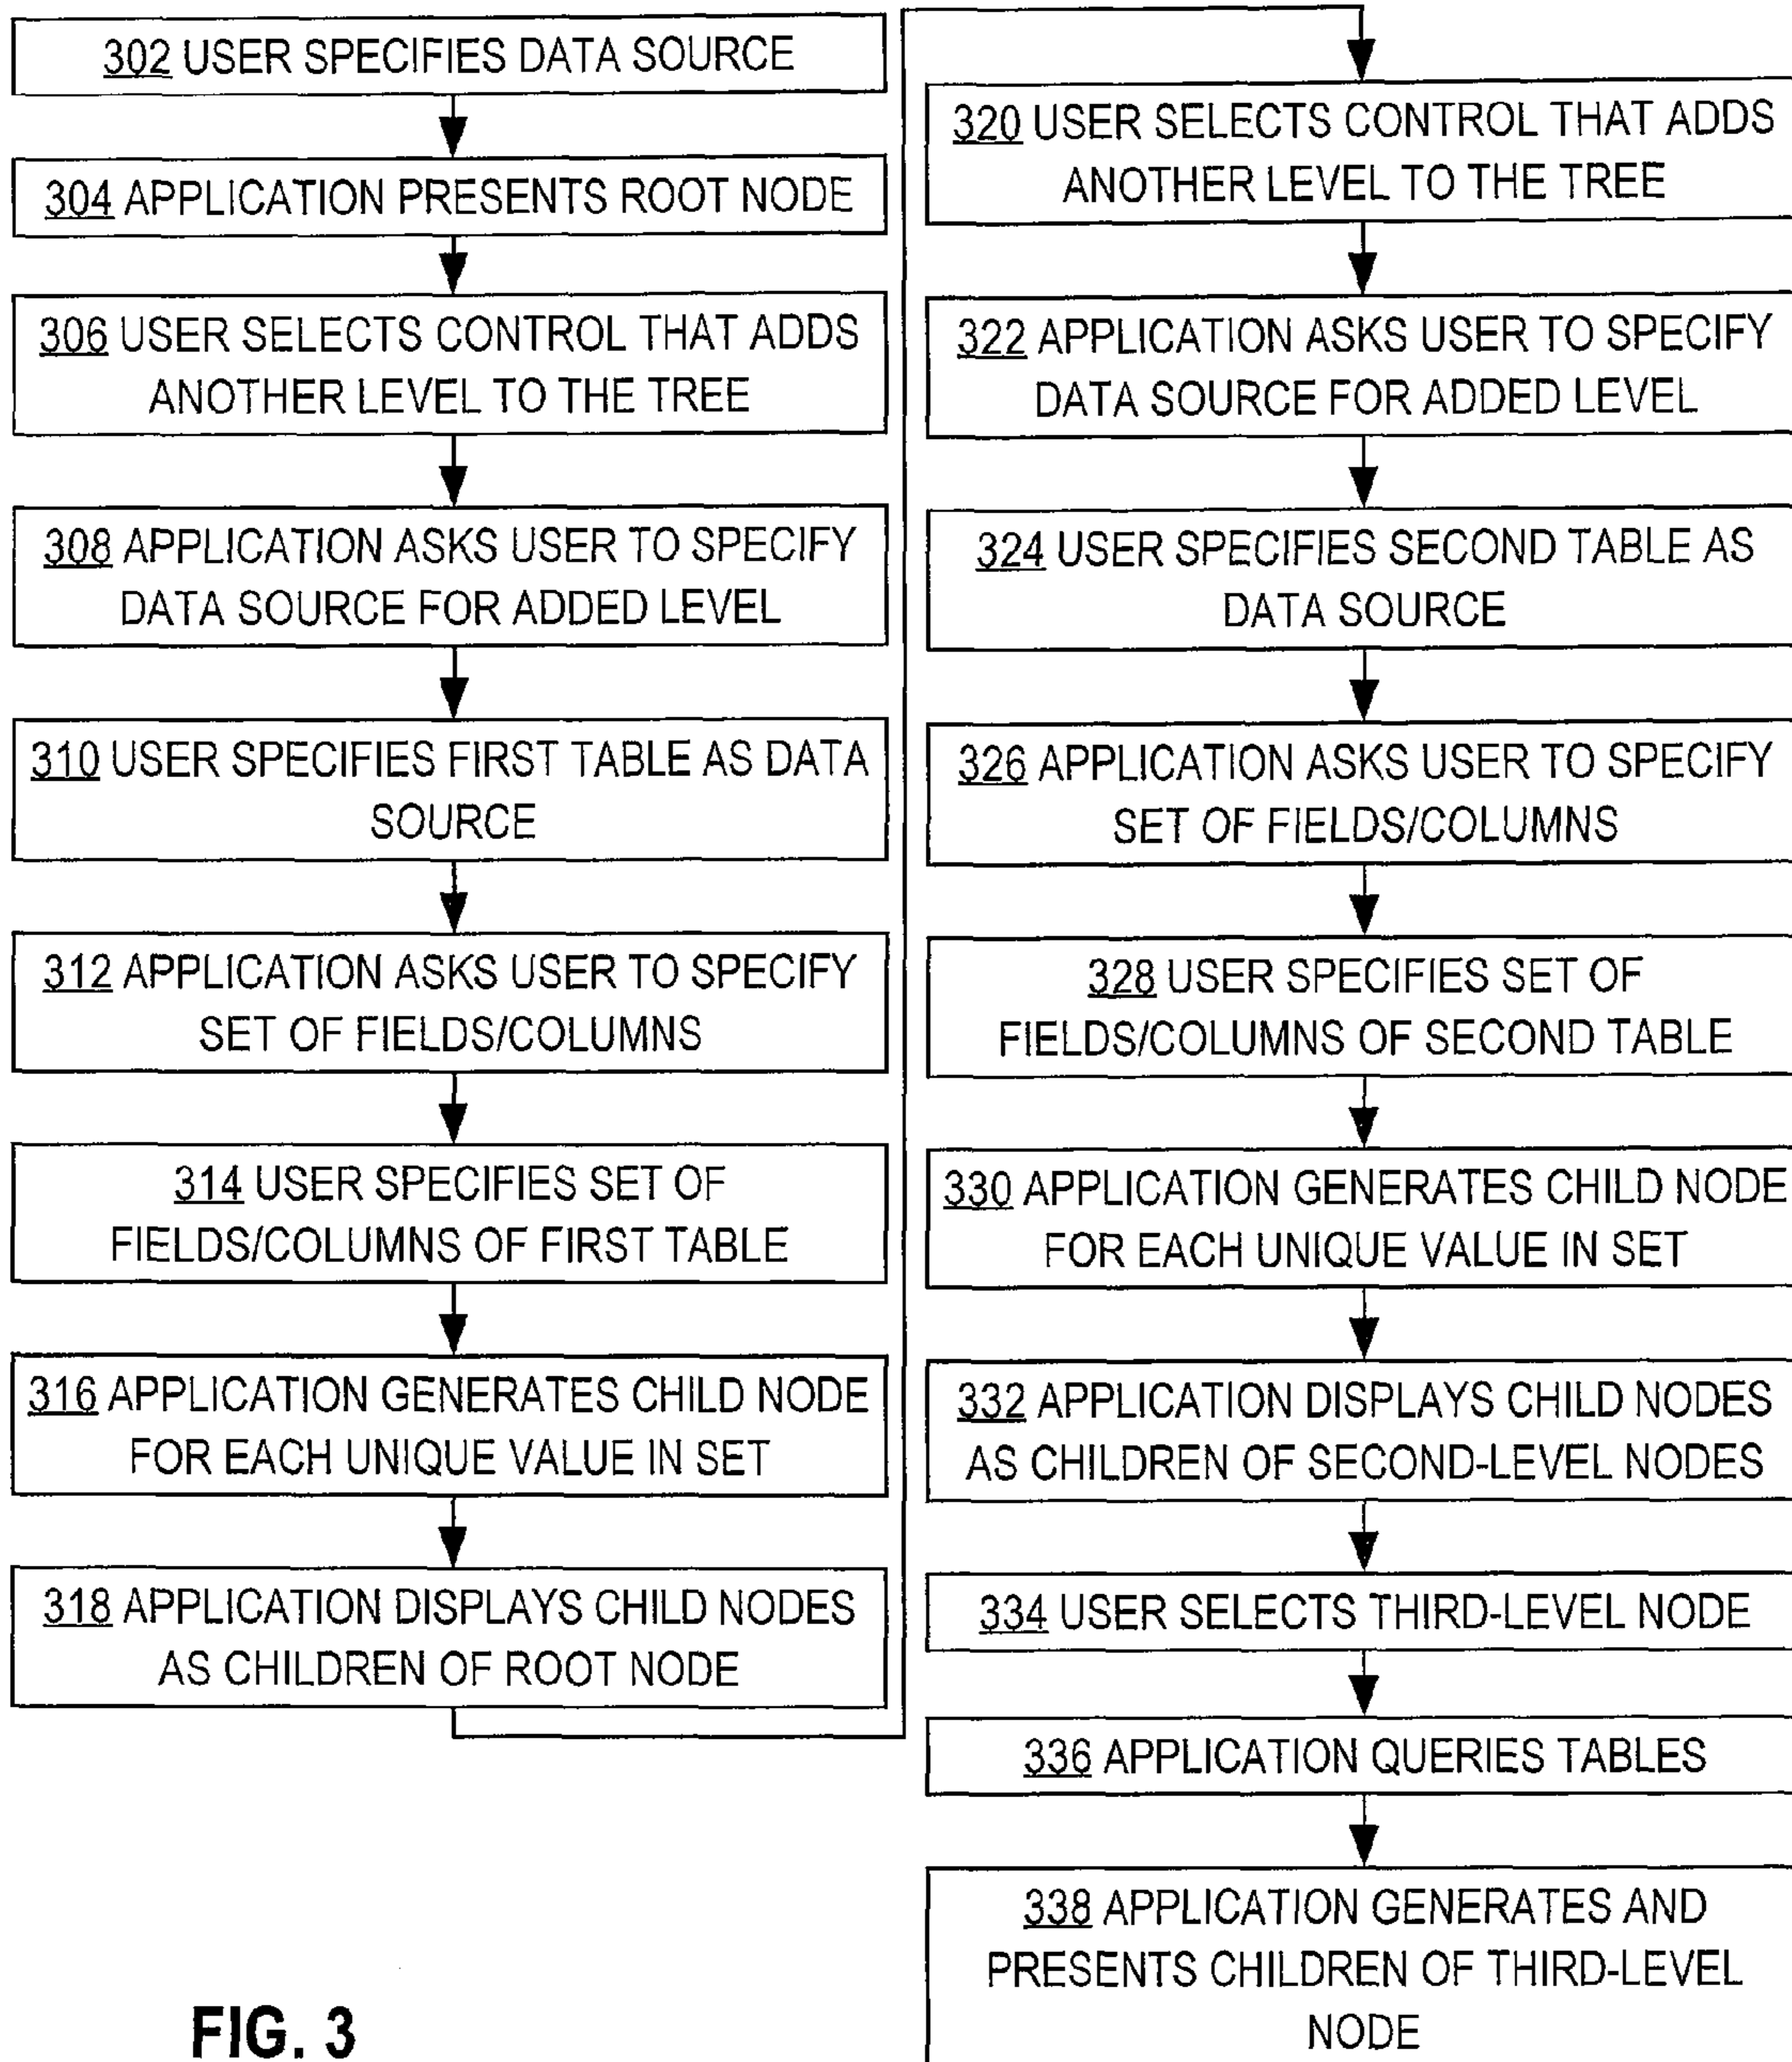 302 USER SPECIFIES DATA SOURCE
304 APPLICATION PRESENTS ROOT NODE
306 USER SELECTS CONTROL THAT ADDS
ANOTHER LEVEL TO THE TREE
308 APPLICATION ASKS USER TO SPECIFY
DATA SOURCE FOR ADDED LEVEL
310 USER SPECIFIES FIRST TABLE AS DATA
SOURCE
312 APPLICATION ASKS USER TO SPECIFY
SET OF FIELDS/COLUMNS
314 USER SPECIFIES SET OF
FIELDS/COLUMNS OF FIRST TABLE
316 APPLICATION GENERATES CHILD NODE
FOR EACH UNIQUE VALUE IN SET
318 APPLICATION DISPLAYS CHILD NODES
AS CHILDREN OF ROOT NODE
320 USER SELECTS CONTROL THAT ADDS
ANOTHER LEVEL TO THE TREE
322 APPLICATION ASKS USER TO SPECIFY
DATA SOURCE FOR ADDED LEVEL
324 USER SPECIFIES SECOND TABLE AS
DATA SOURCE
326 APPLICATION ASKS USER TO SPECIFY
SET OF FIELDS/COLUMNS
328 USER SPECIFIES SET OF
FIELDS/COLUMNS OF SECOND TABLE
330 APPLICATION GENERATES CHILD NODE
FOR EACH UNIQUE VALUE IN SET
332 APPLICATION DISPLAYS CHILD NODES
AS CHILDREN OF SECOND-LEVEL NODES
334 USER SELECTS THIRD-LEVEL NODE
336 APPLICATION QUERIES TABLES
338 APPLICATION GENERATES AND
PRESENTS CHILDREN OF THIRD-LEVEL
NODE
FIG. 3